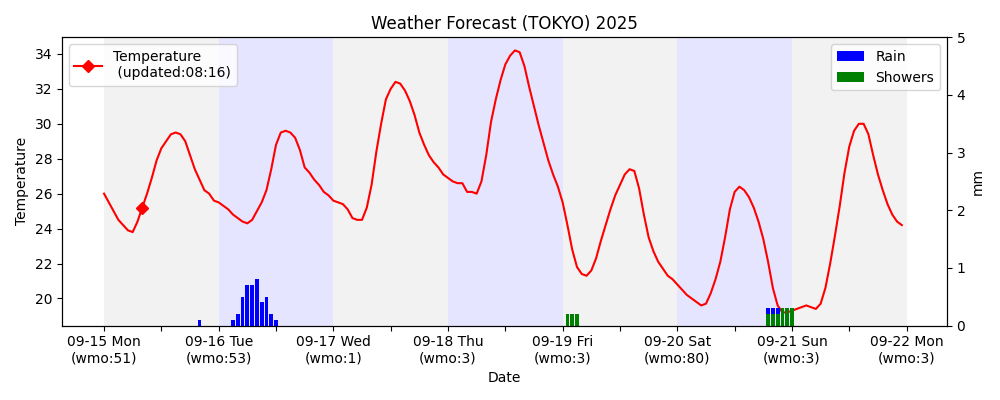 Weather Forecast (TOKYO) 2025
Temperature
(updated:08:16)
Rain
Showers
Temperature
34
32
30
28
26
24
22
20
5
4
3
2
1
0
mm
09-15 Mon
(wmo:51)
09-16 Tue
(wmo:53)
09-17 Wed
(wmo:1)
09-18 Thu
(wmo:3)
09-19 Fri
(wmo:3)
09-20 Sat
(wmo:80)
09-21 Sun
(wmo:3)
09-22 Mon
(wmo:3)
Date